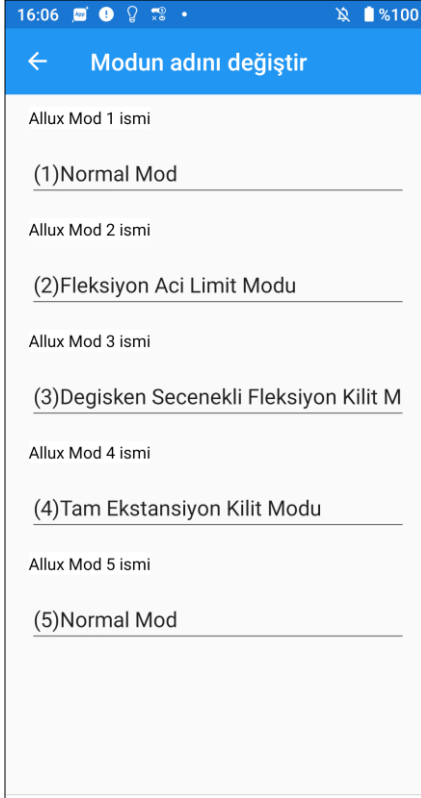 16:06 %100
Modun adını değiştir
Allux Mod 1 ismi
(1)Normal Mod
Allux Mod 2 ismi
(2)Fleksiyon Aci Limit Modu
Allux Mod 3 ismi
(3)Degisken Secenekli Fleksiyon Kilit M
Allux Mod 4 ismi
(4)Tam Ekstansiyon Kilit Modu
Allux Mod 5 ismi
(5)Normal Mod